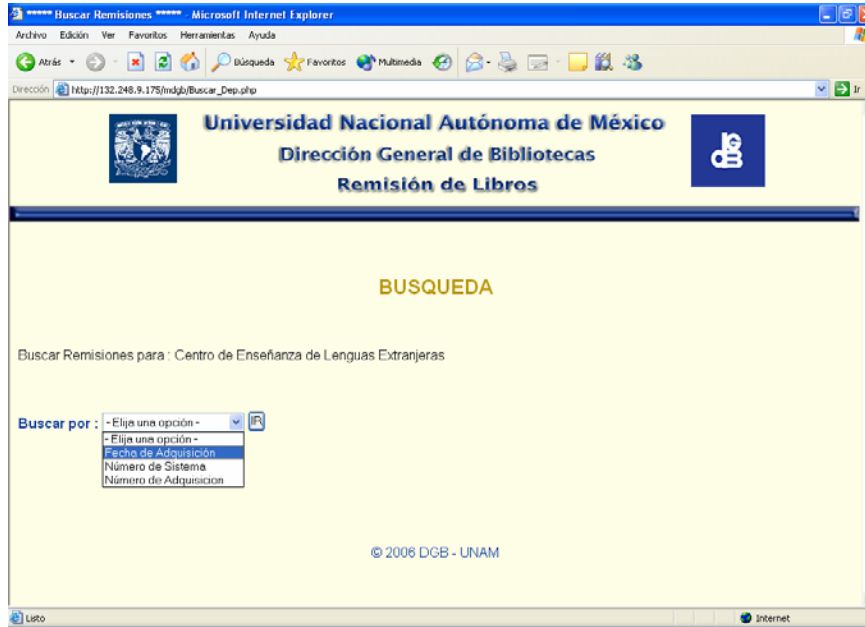 ***** Buscar Remisiones ***** - Microsoft Internet Explorer
Archivo Edición Ver Favoritos Herramientas Ayuda
Atrás Búsqueda Favoritos Multimedia
Dirección http://132.248.9.175/mdgb/Buscar_Dep.php Ir
Universidad Nacional Autónoma de México
Dirección General de Bibliotecas
Remisión de Libros
BUSQUEDA
Buscar Remisiones para : Centro de Enseñanza de Lenguas Extranjeras
Buscar por : - Elija una opción - IR
- Elija una opción -
Fecha de Adquisición
Número de Sistema
Número de Adquisicion
© 2006 DGB - UNAM
Listo Internet